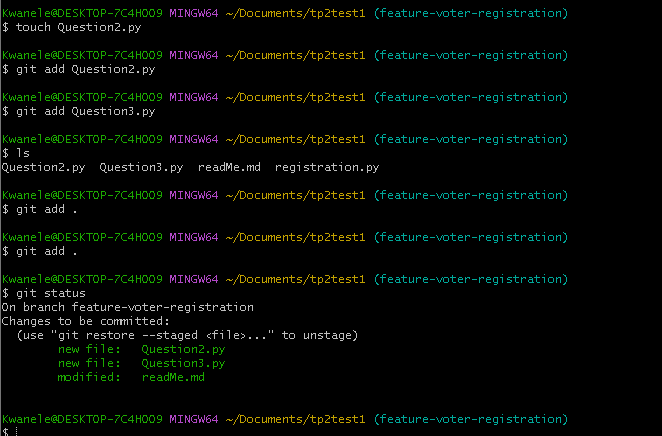 Kwanele@DESKTOP-7C4HOO9 MINGW64 ~/Documents/tp2test1 (feature-voter-registration)
$ touch Question2.py
Kwanele@DESKTOP-7C4HOO9 MINGW64 ~/Documents/tp2test1 (feature-voter-registration)
$ git add Question2.py
Kwanele@DESKTOP-7C4HOO9 MINGW64 ~/Documents/tp2test1 (feature-voter-registration)
$ git add Question3.py
Kwanele@DESKTOP-7C4HOO9 MINGW64 ~/Documents/tp2test1 (feature-voter-registration)
$ ls
Question2.py  Question3.py  readMe.md  registration.py
Kwanele@DESKTOP-7C4HOO9 MINGW64 ~/Documents/tp2test1 (feature-voter-registration)
$ git add .
Kwanele@DESKTOP-7C4HOO9 MINGW64 ~/Documents/tp2test1 (feature-voter-registration)
$ git add .
Kwanele@DESKTOP-7C4HOO9 MINGW64 ~/Documents/tp2test1 (feature-voter-registration)
$ git status
On branch feature-voter-registration
Changes to be committed:
  (use "git restore --staged <file>..." to unstage)
        new file:   Question2.py
        new file:   Question3.py
        modified:   readMe.md
Kwanele@DESKTOP-7C4HOO9 MINGW64 ~/Documents/tp2test1 (feature-voter-registration)
$